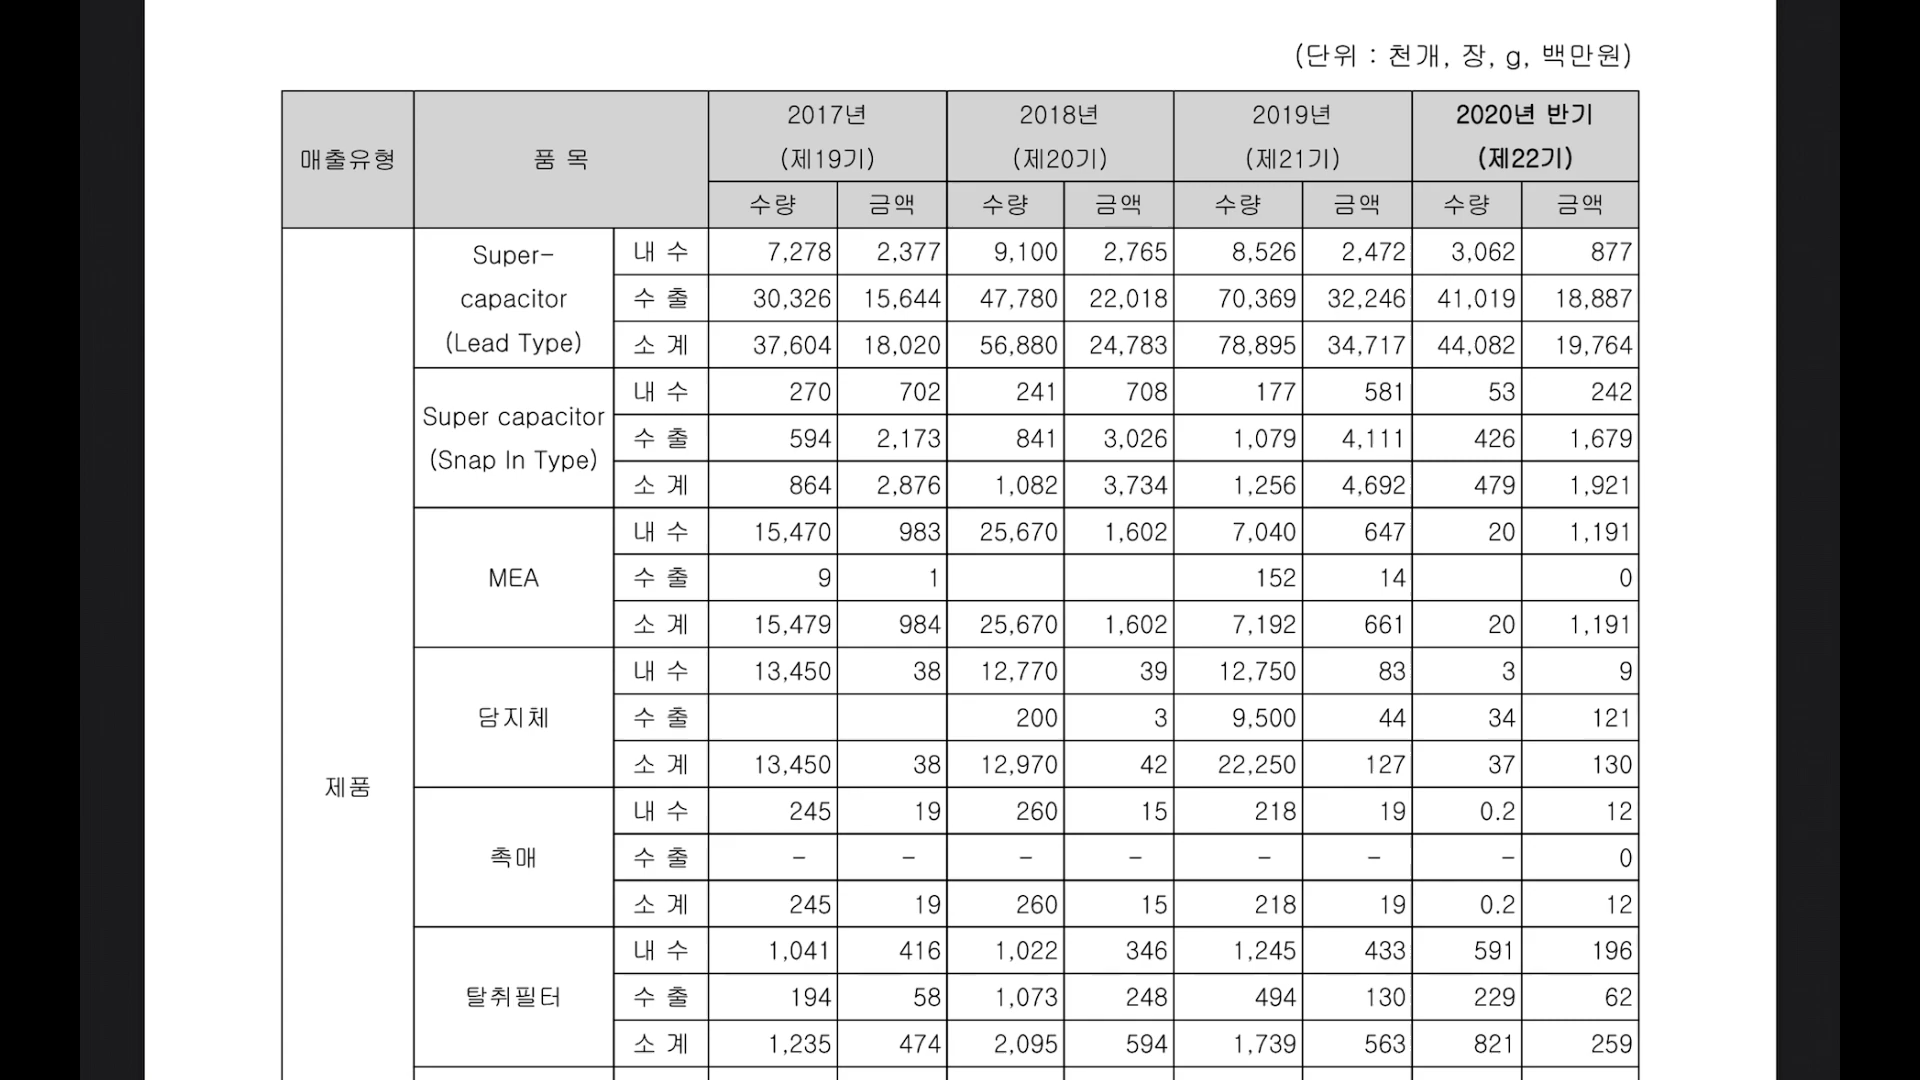 (단위 : 천개, 장, g, 백만원)
매출유형 품 목 2017년 (제19기) 2018년 (제20기) 2019년 (제21기) 2020년 반기 (제22기)
수량 금액 수량 금액 수량 금액 수량 금액
제품
Super-
capacitor
(Lead Type)
내 수 7,278 2,377 9,100 2,765 8,526 2,472 3,062 877
수 출 30,326 15,644 47,780 22,018 70,369 32,246 41,019 18,887
소 계 37,604 18,020 56,880 24,783 78,895 34,717 44,082 19,764
Super capacitor
(Snap In Type)
내 수 270 702 241 708 177 581 53 242
수 출 594 2,173 841 3,026 1,079 4,111 426 1,679
소 계 864 2,876 1,082 3,734 1,256 4,692 479 1,921
MEA
내 수 15,470 983 25,670 1,602 7,040 647 20 1,191
수 출 9 1 152 14 0
소 계 15,479 984 25,670 1,602 7,192 661 20 1,191
담지체
내 수 13,450 38 12,770 39 12,750 83 3 9
수 출 200 3 9,500 44 34 121
소 계 13,450 38 12,970 42 22,250 127 37 130
촉매
내 수 245 19 260 15 218 19 0.2 12
수 출 - - - - - - - 0
소 계 245 19 260 15 218 19 0.2 12
탈취필터
내 수 1,041 416 1,022 346 1,245 433 591 196
수 출 194 58 1,073 248 494 130 229 62
소 계 1,235 474 2,095 594 1,739 563 821 259